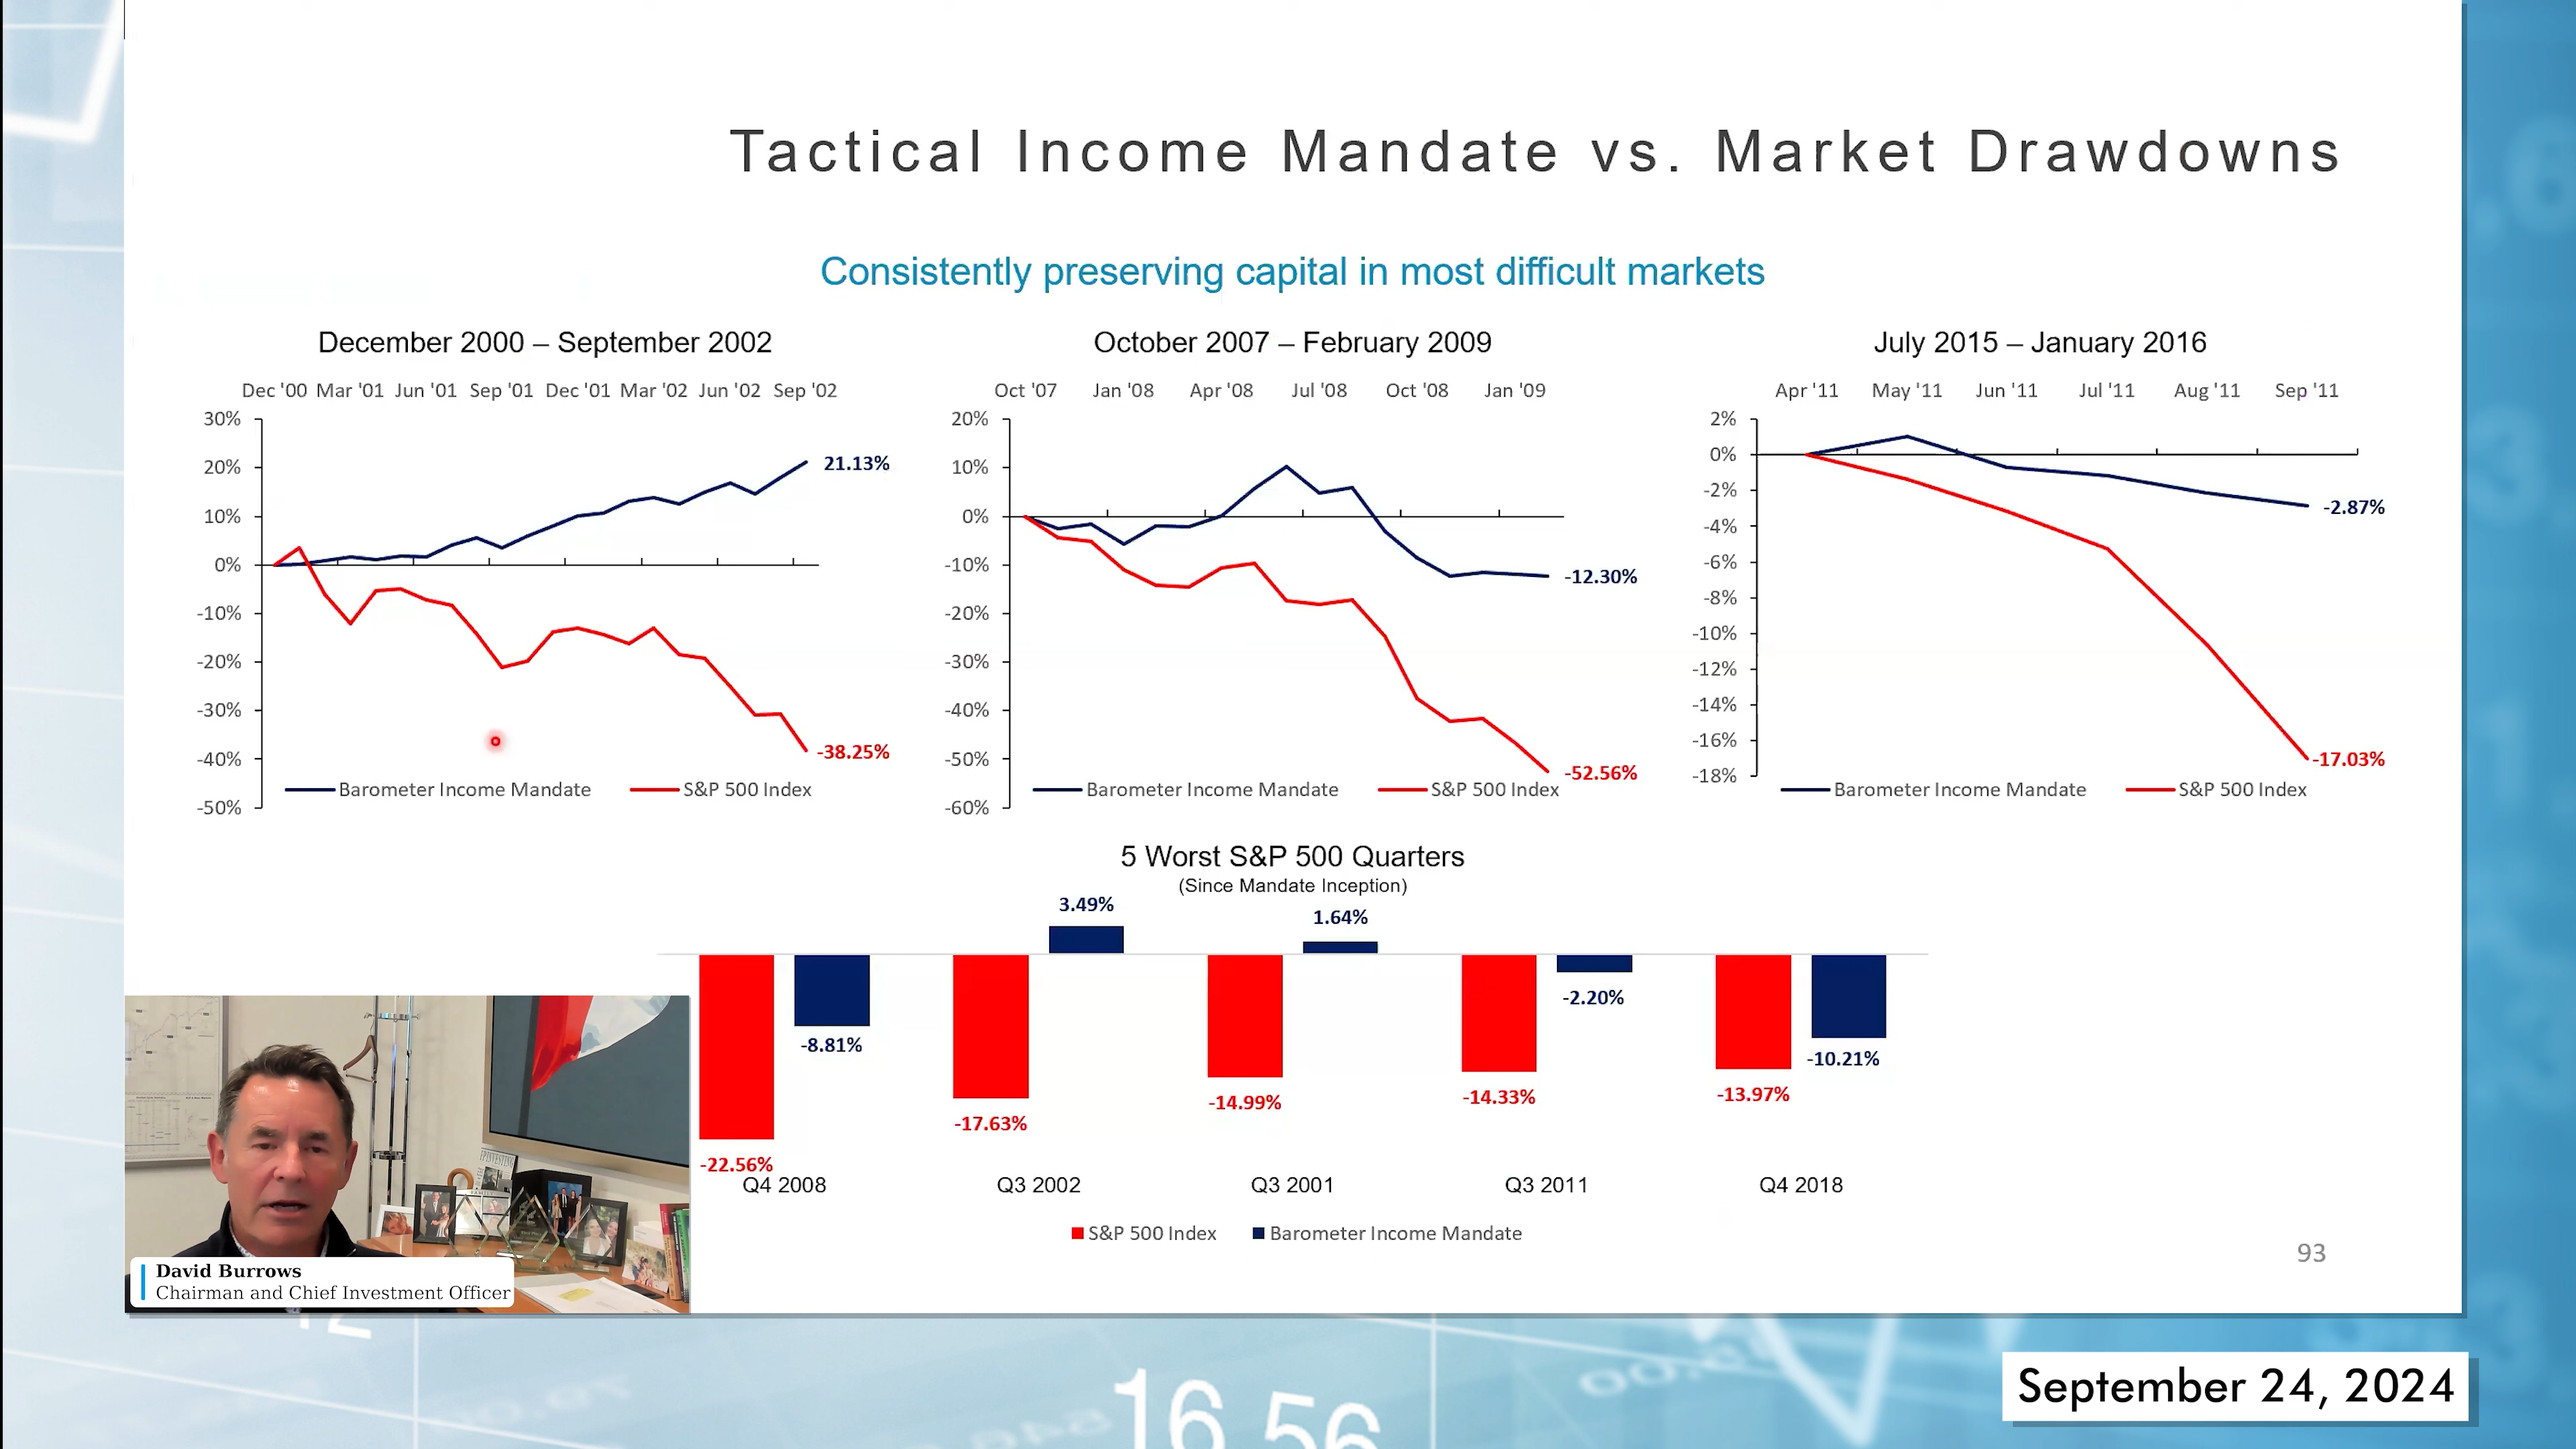 Tactical Income Mandate vs. Market Drawdowns
Consistently preserving capital in most difficult markets
December 2000 – September 2002
Dec '00 Mar '01 Jun '01 Sep '01 Dec '01 Mar '02 Jun '02 Sep '02
30%
20%
10%
0%
-10%
-20%
-30%
-40%
-50%
21.13%
-38.25%
Barometer Income Mandate S&P 500 Index
October 2007 – February 2009
Oct '07 Jan '08 Apr '08 Jul '08 Oct '08 Jan '09
20%
10%
0%
-10%
-20%
-30%
-40%
-50%
-60%
-12.30%
-52.56%
Barometer Income Mandate S&P 500 Index
July 2015 – January 2016
Apr '11 May '11 Jun '11 Jul '11 Aug '11 Sep '11
2%
0%
-2%
-4%
-6%
-8%
-10%
-12%
-14%
-16%
-18%
-2.87%
-17.03%
Barometer Income Mandate S&P 500 Index
5 Worst S&P 500 Quarters
(Since Mandate Inception)
3.49% 1.64%
-8.81% -2.20% -10.21%
-22.56% -17.63% -14.99% -14.33% -13.97%
Q4 2008 Q3 2002 Q3 2001 Q3 2011 Q4 2018
S&P 500 Index Barometer Income Mandate
93
David Burrows
Chairman and Chief Investment Officer
16.56
September 24, 2024